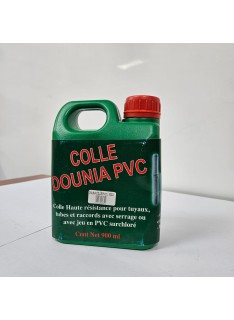 COLLE
DOUNIA PVC
Colle Haute résistance pour tuyaux,
tubes et raccords avec serrage ou
avec jeu en PVC surchloré
Cont Net 900 ml